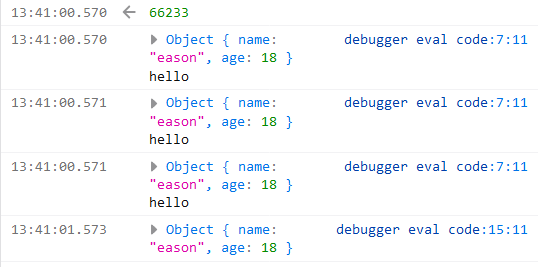 13:41:00.570 ← 66233
13:41:00.570 ▶ Object { name: debugger eval code:7:11
"eason", age: 18 }
hello
13:41:00.571 ▶ Object { name: debugger eval code:7:11
"eason", age: 18 }
hello
13:41:00.571 ▶ Object { name: debugger eval code:7:11
"eason", age: 18 }
hello
13:41:01.573 ▶ Object { name: debugger eval code:15:11
"eason", age: 18 }